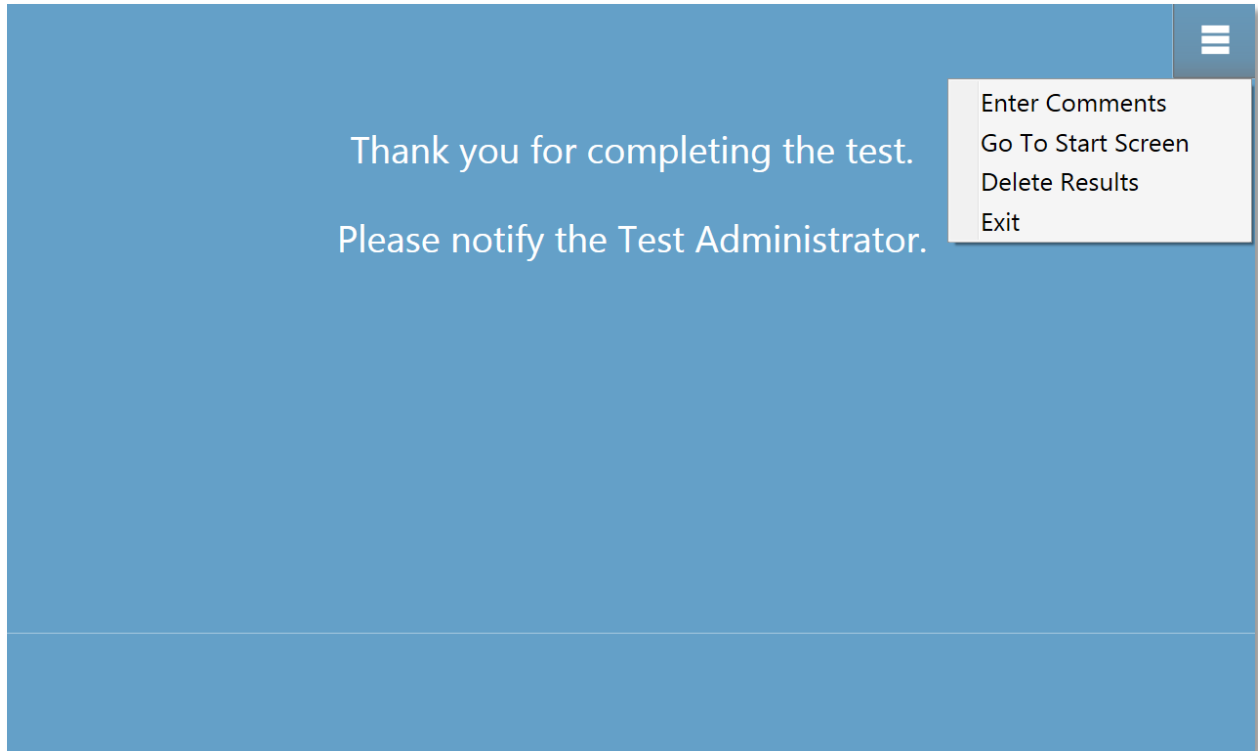 Enter Comments
Go To Start Screen
Delete Results
Exit
Thank you for completing the test.
Please notify the Test Administrator.